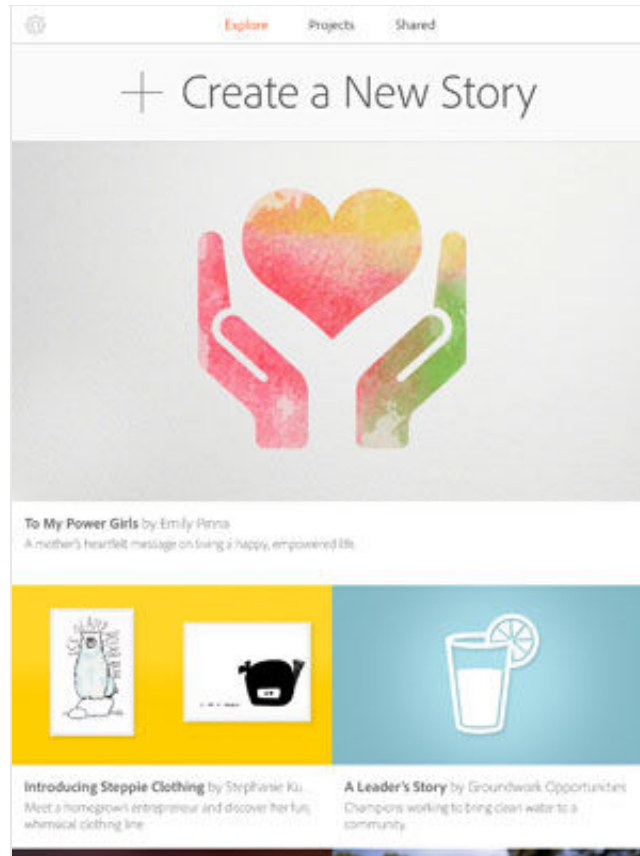 Explore Projects Shared
Create a New Story
To My Power Girls by Emily Pinna
A mother's heartfelt message on living a happy, empowered life.
Introducing Steppie Clothing by Stephanie Ku...
Meet a homegrown entrepreneur and discover her fun,
whimsical clothing line.
A Leader's Story by Groundwork Opportunities
Champions working to bring clean water to a
community.